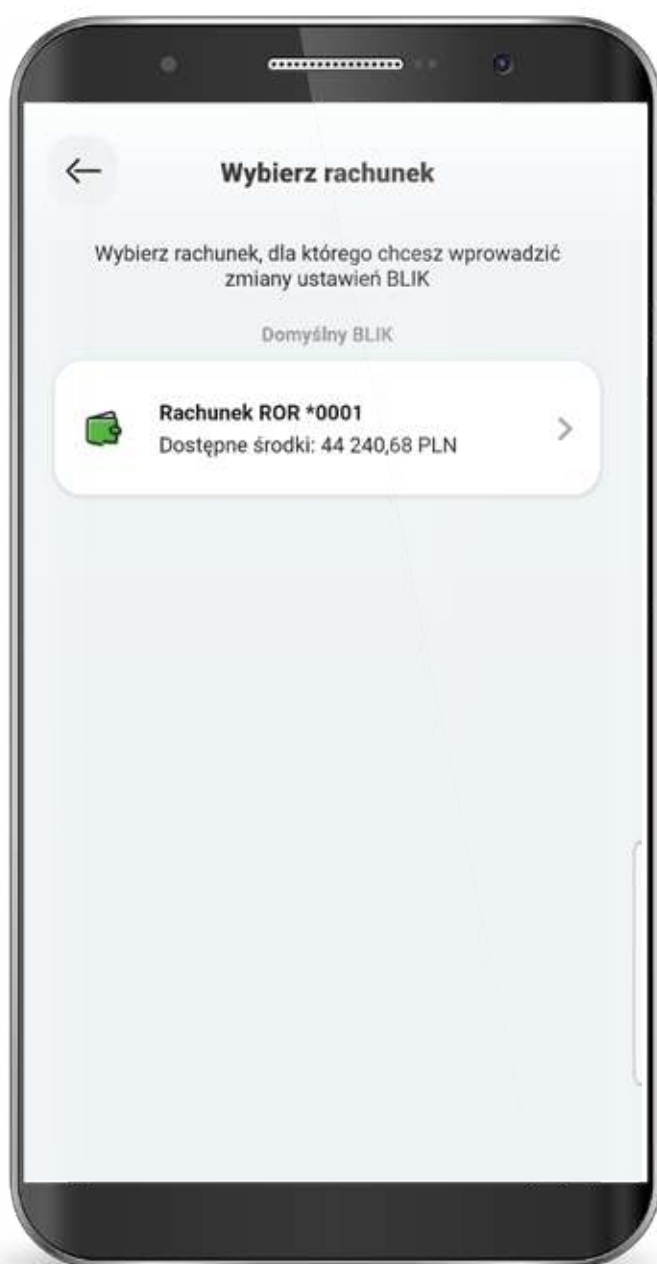 Wybierz rachunek
Wybierz rachunek, dla którego chcesz wprowadzić
zmiany ustawień BLIK
Domyślny BLIK
Rachunek ROR *0001
Dostępne środki: 44 240,68 PLN